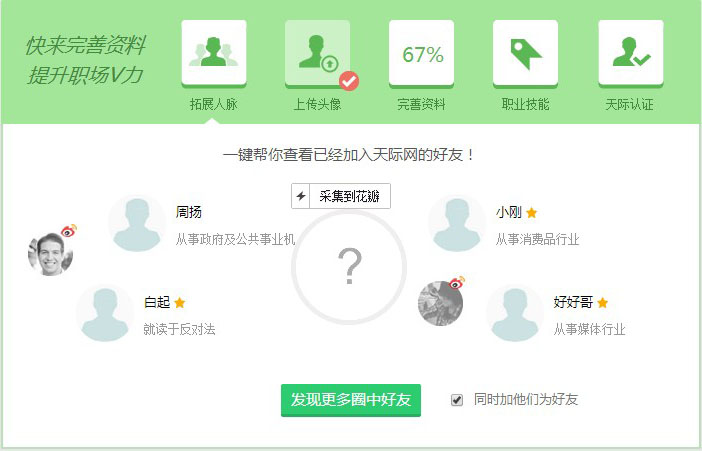 快来完善资料
提升职场V力
67%
拓展人脉
上传头像
完善资料
职业技能
天际认证
一键帮你查看已经加入天际网的好友！
采集到花瓣
周扬
从事政府及公共事业机
?
小刚
从事消费品行业
白起
就读于反对法
好好哥
从事媒体行业
发现更多圈中好友
同时加他们为好友